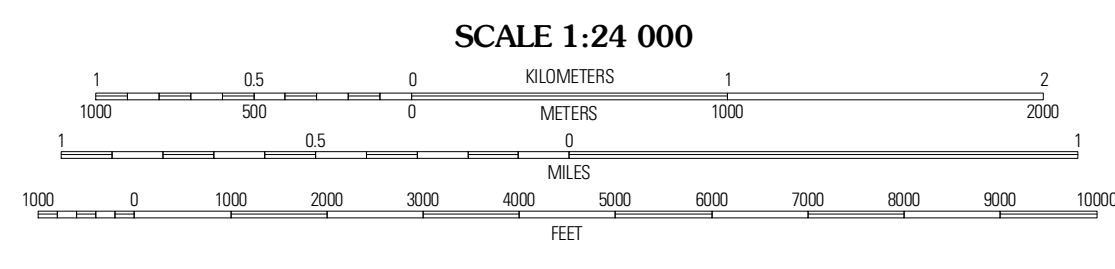 SCALE 1:24 000
1 0.5 0 KILOMETERS 1 2
1000 500 0 METERS 1000 2000
1 0.5 0 1
MILES
1000 0 1000 2000 3000 4000 5000 6000 7000 8000 9000 10000
FEET